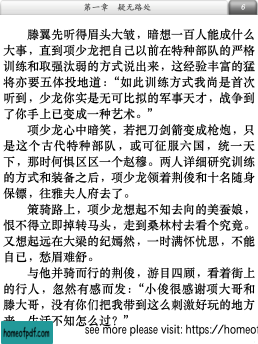 第一章 疑无路处 6
滕翼先听得眉头大皱，暗想一百人能成什么
大事，直到项少龙把自己以前在特种部队的严格
训练和取强汰弱的方式说出来，这经验丰富的猛
将亦要五体投地道：“如此训练方式我尚是首次
听到，少龙你实是无可比拟的军事天才，战争到
了你手上已变成一种艺术。”
项少龙心中暗笑，若把刀剑箭变成枪炮，只
是这个古代特种部队，或可征服六国，统一天
下，那时何惧区区一个赵穆。两人详细研究训练
的方式和装备之后，项少龙领着荆俊和十名随身
保镖，往雅夫人府去了。
策骑路上，项少龙想起不知去向的美蚕娘，
恨不得立即掉转马头，走到桑林村去看个究竟。
又想起远在大梁的纪嫣然，一时满怀忧思，不能
自已，愁眉难舒。
与他并骑而行的荆俊，游目四顾，看着街上
的行人，忽然有感而发：“小俊很感谢项大哥和
滕大哥，没有你们把我带到这么刺激好玩的地方
来，生活不知怎么过？”
homeofpdf.com
see more please visit: https://homeof